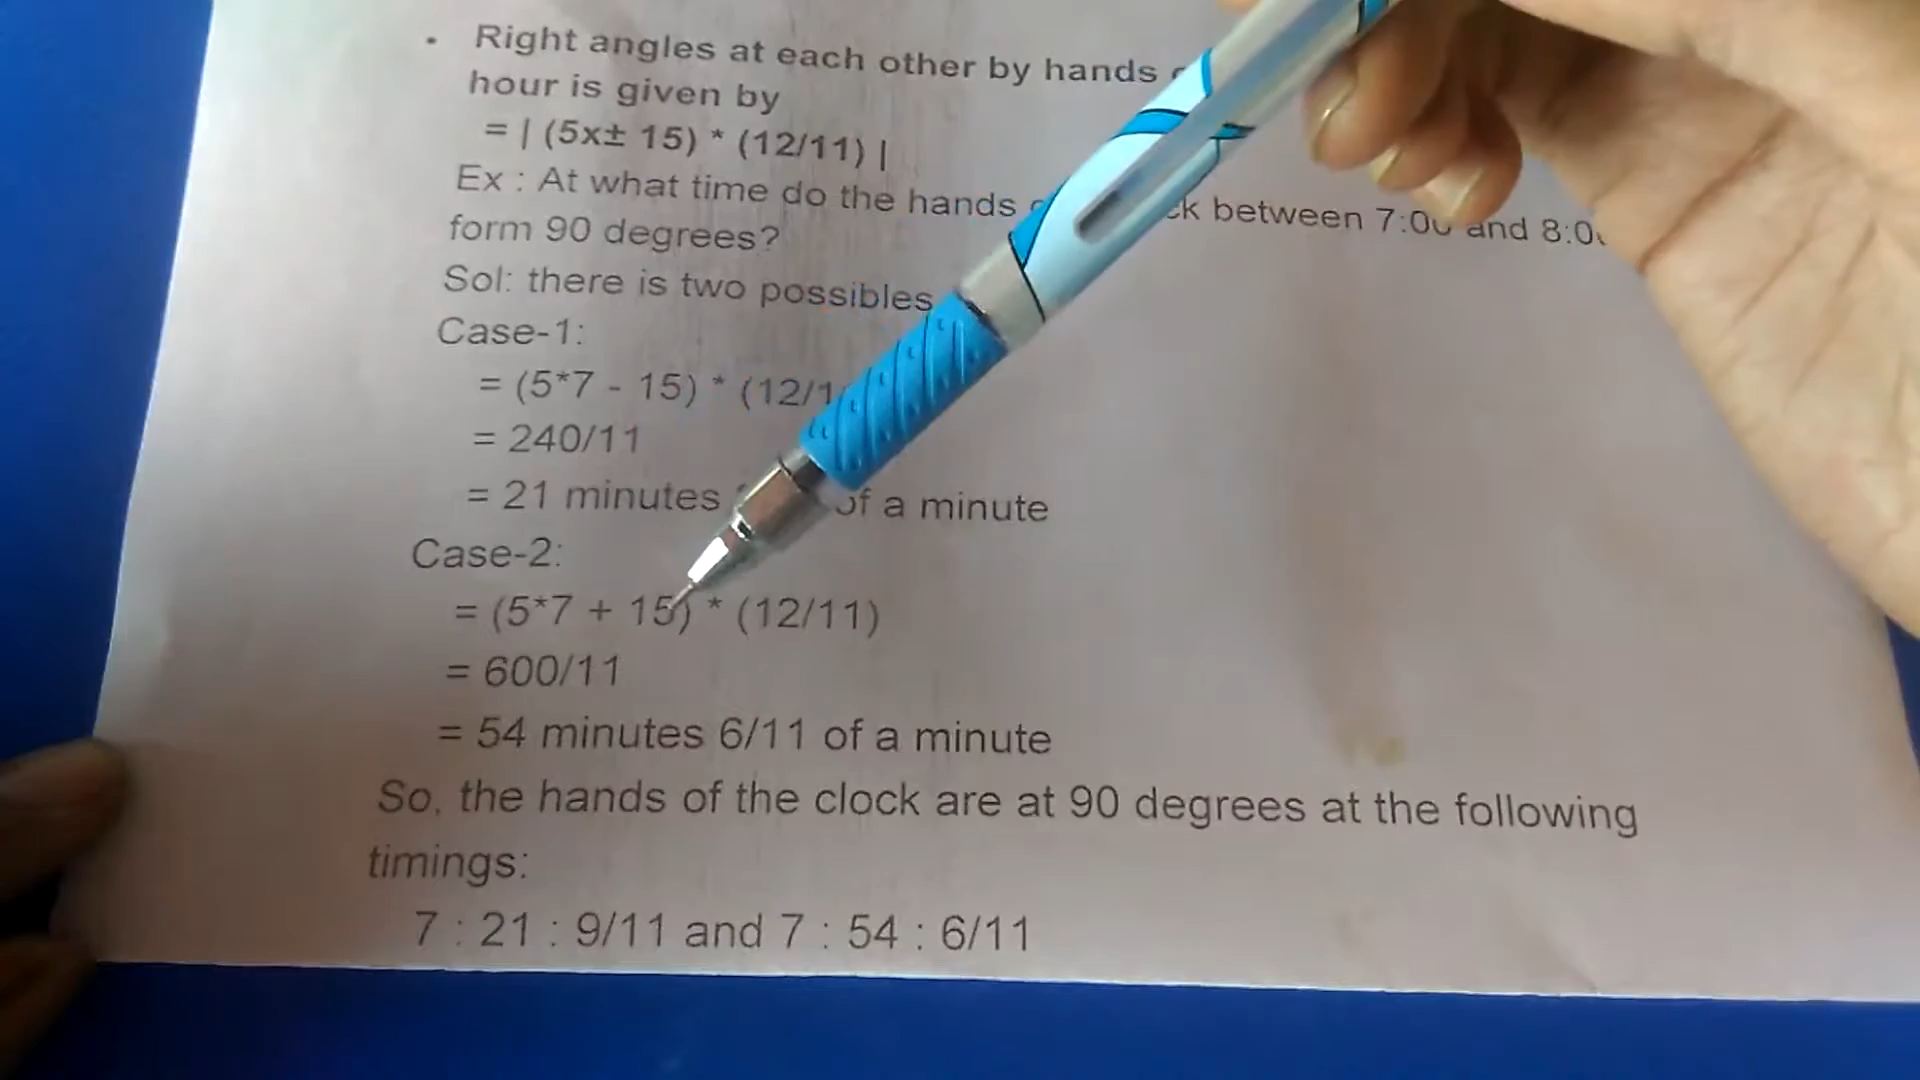 • Right angles at each other by hands
hour is given by
= | (5x± 15) * (12/11) |
Ex : At what time do the hands between 7:00 and 8:0
form 90 degrees?
Sol: there is two possibles
Case-1:
= (5*7 - 15) * (12/1
= 240/11
= 21 minutes of a minute
Case-2:
= (5*7 + 15) * (12/11)
= 600/11
= 54 minutes 6/11 of a minute
So, the hands of the clock are at 90 degrees at the following
timings:
7 : 21 : 9/11 and 7 : 54 : 6/11